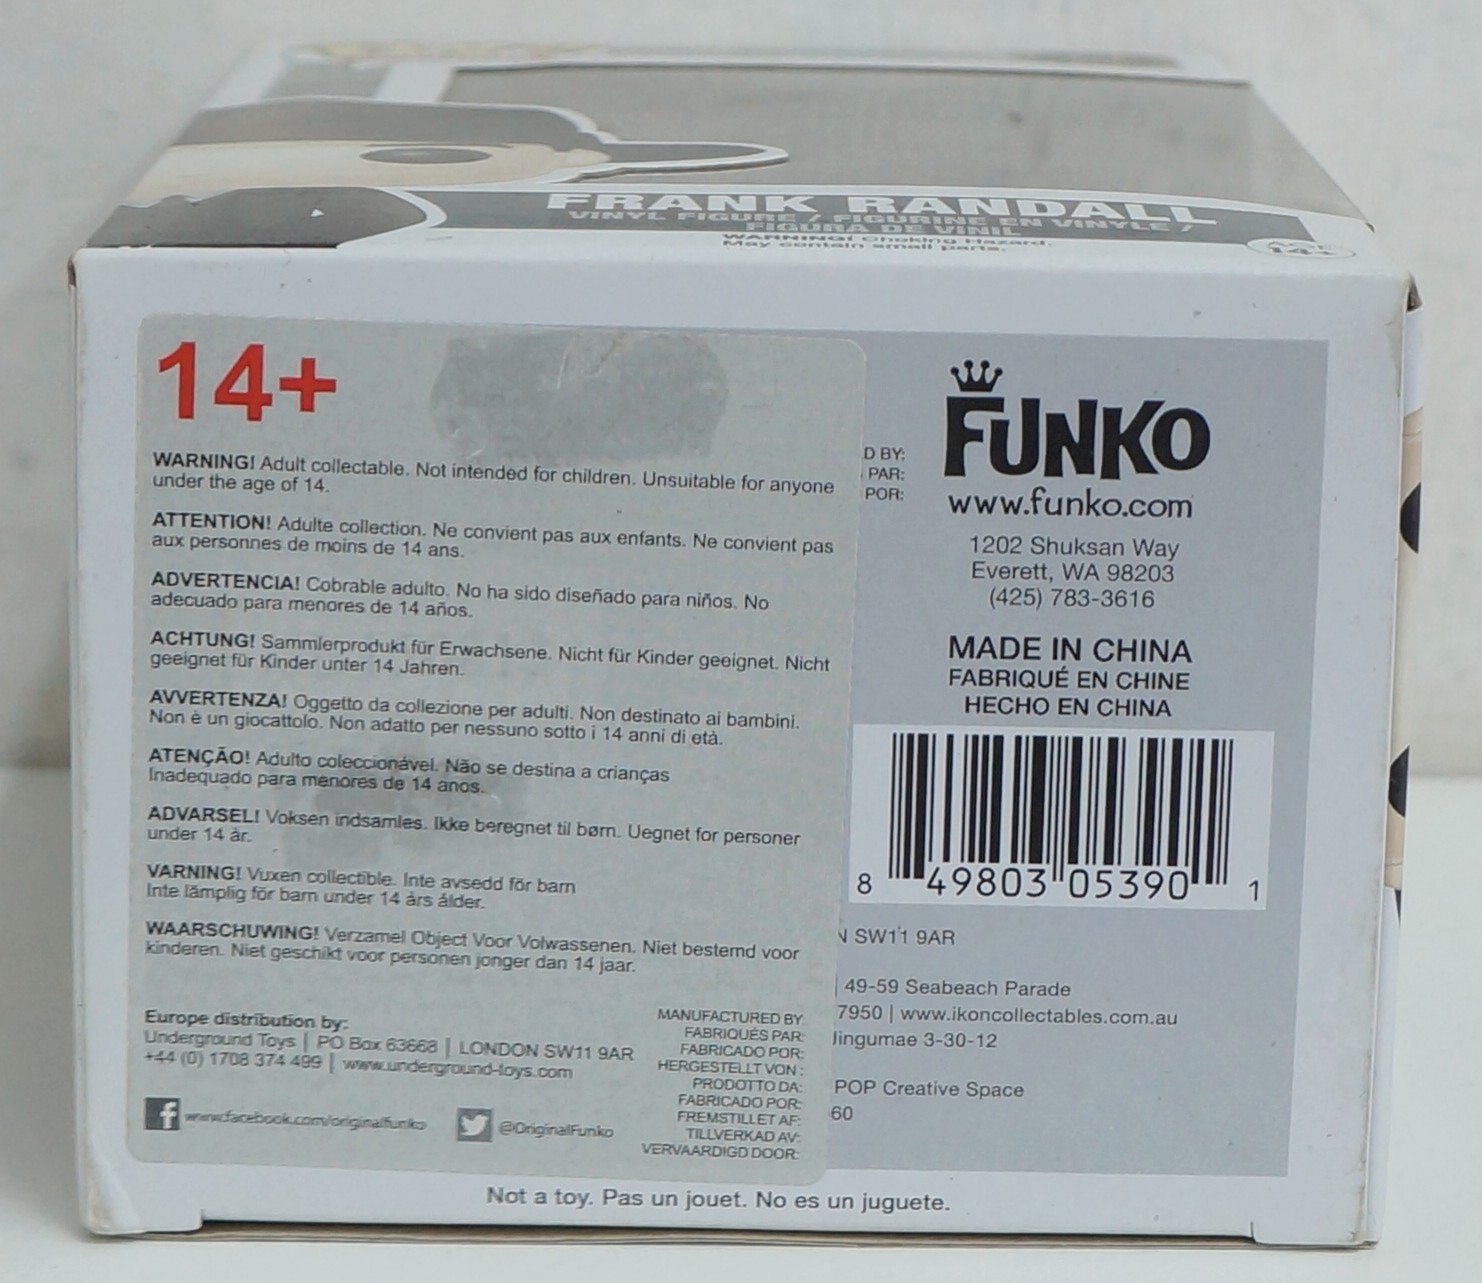 FRANK RANDALL
VINYL FIGURE / FIGURINE EN VINYLE /
FIGURA DE VINIL
WARNING! Choking Hazard.
May contain small parts.
AGE
14+
14+
WARNING! Adult collectable. Not intended for children. Unsuitable for anyone
under the age of 14.
ATTENTION! Adulte collection. Ne convient pas aux enfants. Ne convient pas
aux personnes de moins de 14 ans.
ADVERTENCIA! Cobrable adulto. No ha sido diseñado para niños. No
adecuado para menores de 14 años.
ACHTUNG! Sammlerprodukt für Erwachsene. Nicht für Kinder geeignet. Nicht
geeignet für Kinder unter 14 Jahren.
AVVERTENZA! Oggetto da collezione per adulti. Non destinato ai bambini.
Non è un giocattolo. Non adatto per nessuno sotto i 14 anni di età.
ATENÇÃO! Adulto coleccionável. Não se destina a crianças
Inadequado para menores de 14 anos.
ADVARSEL! Voksen indsamles. Ikke beregnet til børn. Uegnet for personer
under 14 år.
VARNING! Vuxen collectible. Inte avsedd för barn
Inte lämplig för barn under 14 års ålder.
WAARSCHUWING! Verzamel Object Voor Volwassenen. Niet bestemd voor
kinderen. Niet geschikt voor personen jonger dan 14 jaar.
Europe distribution by:
Underground Toys | PO Box 63668 | LONDON SW11 9AR
+44 (0) 1708 374 499 | www.underground-toys.com
www.facebook.com/originalfunko
@OriginalFunko
MANUFACTURED BY:
FABRIQUÉS PAR:
FABRICADO POR:
HERGESTELLT VON :
PRODOTTO DA:
FABRICADO POR:
FREMSTILLET AF:
TILLVERKAD AV:
VERVAARDIGD DOOR:
D BY:
PAR:
POR:
FUNKO
www.funko.com
1202 Shuksan Way
Everett, WA 98203
(425) 783-3616
MADE IN CHINA
FABRIQUÉ EN CHINE
HECHO EN CHINA
8 49803 05390 1
N SW11 9AR
| 49-59 Seabeach Parade
7950 | www.ikoncollectables.com.au
Jingumae 3-30-12
POP Creative Space
60
Not a toy. Pas un jouet. No es un juguete.